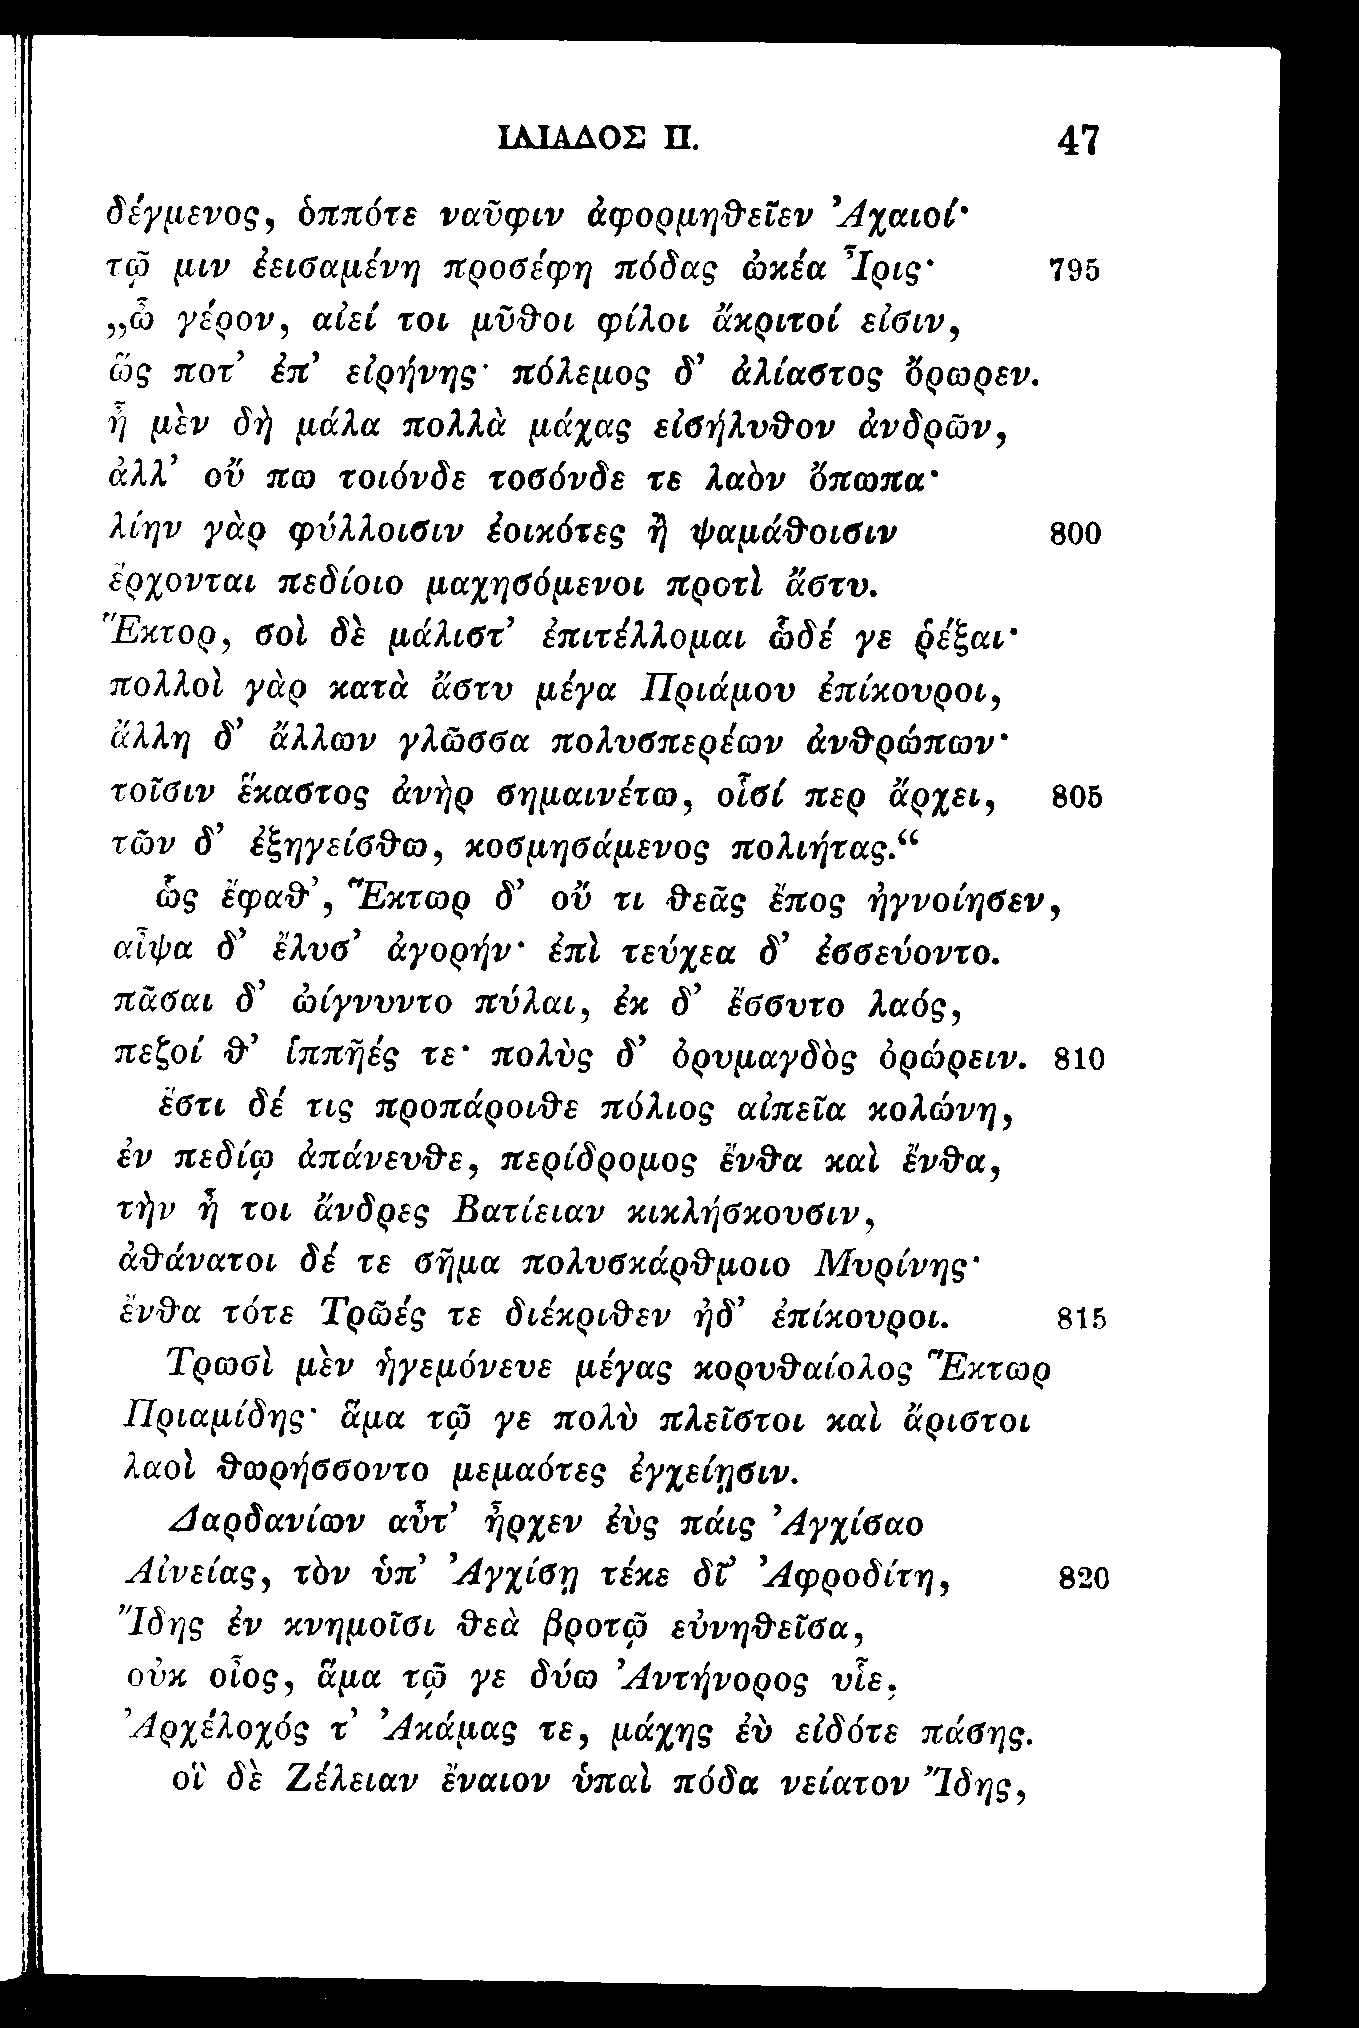 ΙΛΙΑΔΟΣ Π. 47
δέγμενος, ὁππότε ναῦφιν ἀφορμηθεῖεν Ἀχαιοί·
τῷ μιν ἐεισαμένη προσέφη πόδας ὠκέα Ἶρις· 795
„ὦ γέρον, αἰεί τοι μῦθοι φίλοι ἄκριτοί εἰσιν,
ὥς ποτ’ ἐπ’ εἰρήνης· πόλεμος δ’ ἀλίαστος ὄρωρεν.
ἦ μὲν δὴ μάλα πολλὰ μάχας εἰσήλυθον ἀνδρῶν,
ἀλλ’ οὔ πω τοιόνδε τοσόνδε τε λαὸν ὄπωπα·
λίην γὰρ φύλλοισιν ἐοικότες ἢ ψαμάθοισιν 800
ἔρχονται πεδίοιο μαχησόμενοι προτὶ ἄστυ.
Ἕκτορ, σοὶ δὲ μάλιστ’ ἐπιτέλλομαι ὧδέ γε ῥέξαι·
πολλοὶ γὰρ κατὰ ἄστυ μέγα Πριάμου ἐπίκουροι,
ἄλλη δ’ ἄλλων γλῶσσα πολυσπερέων ἀνθρώπων·
τοῖσιν ἕκαστος ἀνὴρ σημαινέτω, οἷσί περ ἄρχει, 805
τῶν δ’ ἐξηγείσθω, κοσμησάμενος πολιήτας.“
ὣς ἔφαθ’, Ἕκτωρ δ’ οὔ τι θεᾶς ἔπος ἠγνοίησεν,
αἶψα δ’ ἔλυσ’ ἀγορήν· ἐπὶ τεύχεα δ’ ἐσσεύοντο.
πᾶσαι δ’ ὠίγνυντο πύλαι, ἐκ δ’ ἔσσυτο λαός,
πεζοί θ’ ἱππῆές τε· πολὺς δ’ ὀρυμαγδὸς ὀρώρειν. 810
ἔστι δέ τις προπάροιθε πόλιος αἰπεῖα κολώνη,
ἐν πεδίῳ ἀπάνευθε, περίδρομος ἔνθα καὶ ἔνθα,
τὴν ἦ τοι ἄνδρες Βατίειαν κικλήσκουσιν,
ἀθάνατοι δέ τε σῆμα πολυσκάρθμοιο Μυρίνης·
ἔνθα τότε Τρῶές τε διέκριθεν ἠδ’ ἐπίκουροι. 815
Τρωσὶ μὲν ἡγεμόνευε μέγας κορυθαίολος Ἕκτωρ
Πριαμίδης· ἅμα τῷ γε πολὺ πλεῖστοι καὶ ἄριστοι
λαοὶ θωρήσσοντο μεμαότες ἐγχείῃσιν.
Δαρδανίων αὖτ’ ἦρχεν ἐὺς πάις Ἀγχίσαο
Αἰνείας, τὸν ὑπ’ Ἀγχίσῃ τέκε δῖ’ Ἀφροδίτη, 820
Ἴδης ἐν κνημοῖσι θεὰ βροτῷ εὐνηθεῖσα,
οὐκ οἶος, ἅμα τῷ γε δύω Ἀντήνορος υἷε,
Ἀρχέλοχός τ’ Ἀκάμας τε, μάχης ἐὺ εἰδότε πάσης.
οἳ δὲ Ζέλειαν ἔναιον ὑπαὶ πόδα νείατον Ἴδης,